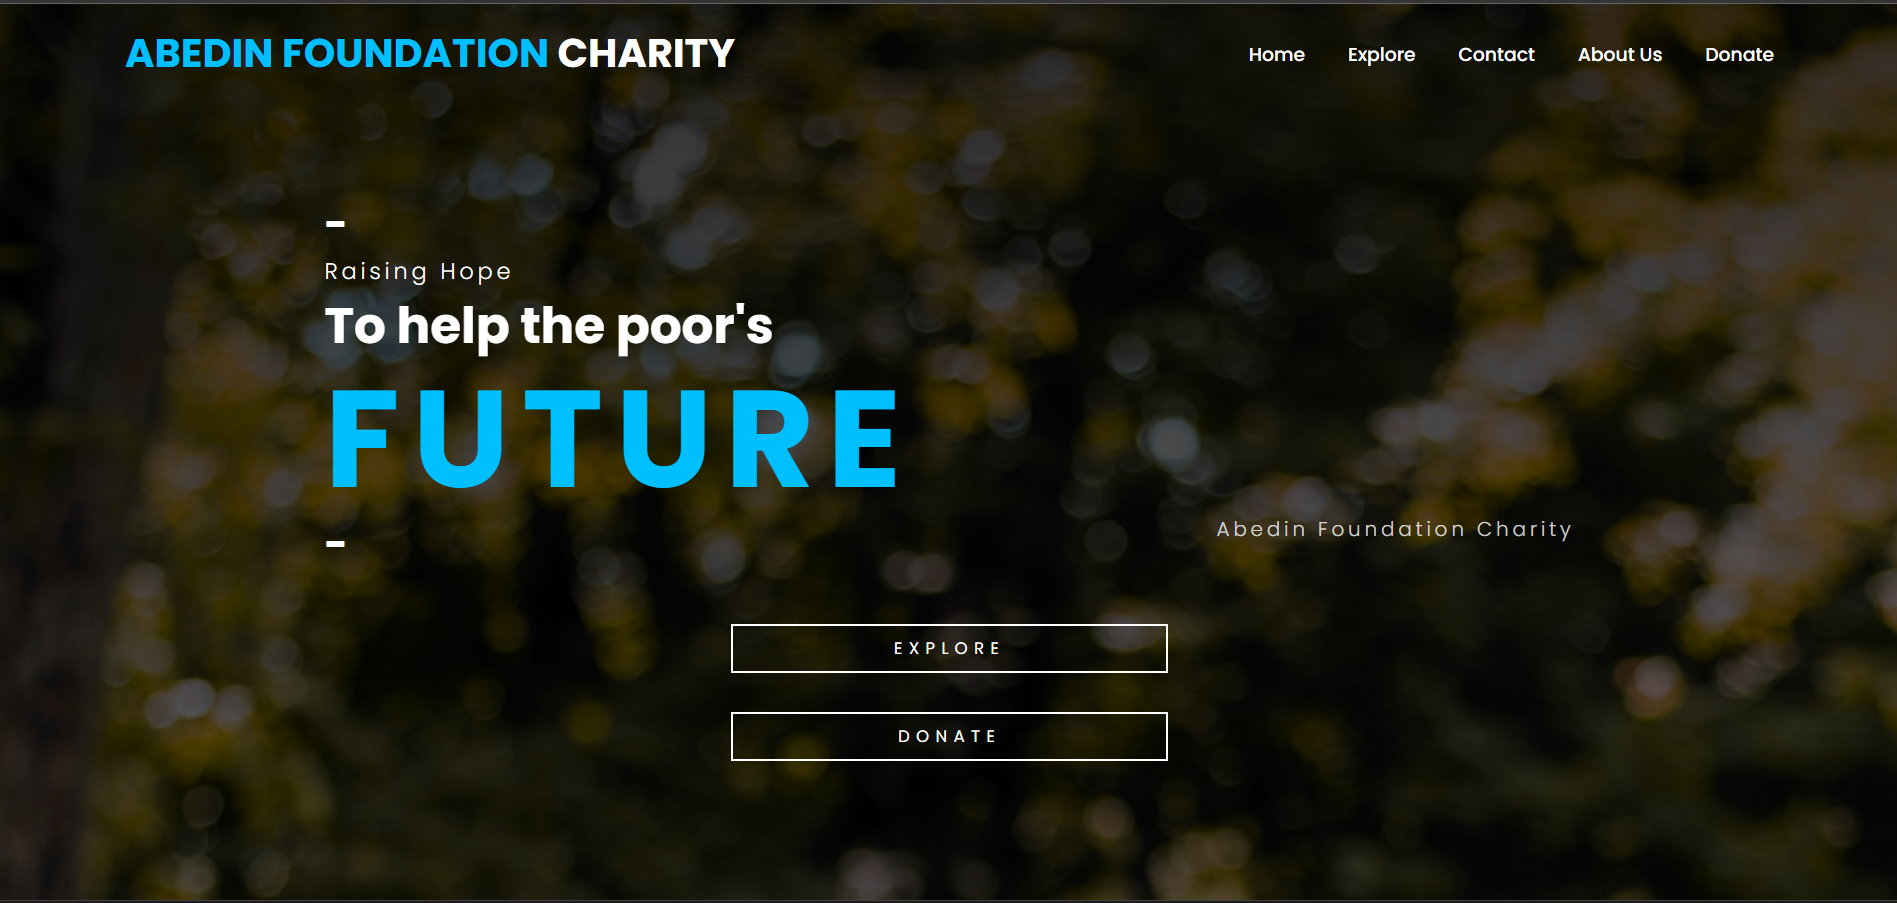 ABEDIN FOUNDATION CHARITY
Home Explore Contact About Us Donate
-
Raising Hope
To help the poor's
FUTURE
-
Abedin Foundation Charity
EXPLORE
DONATE